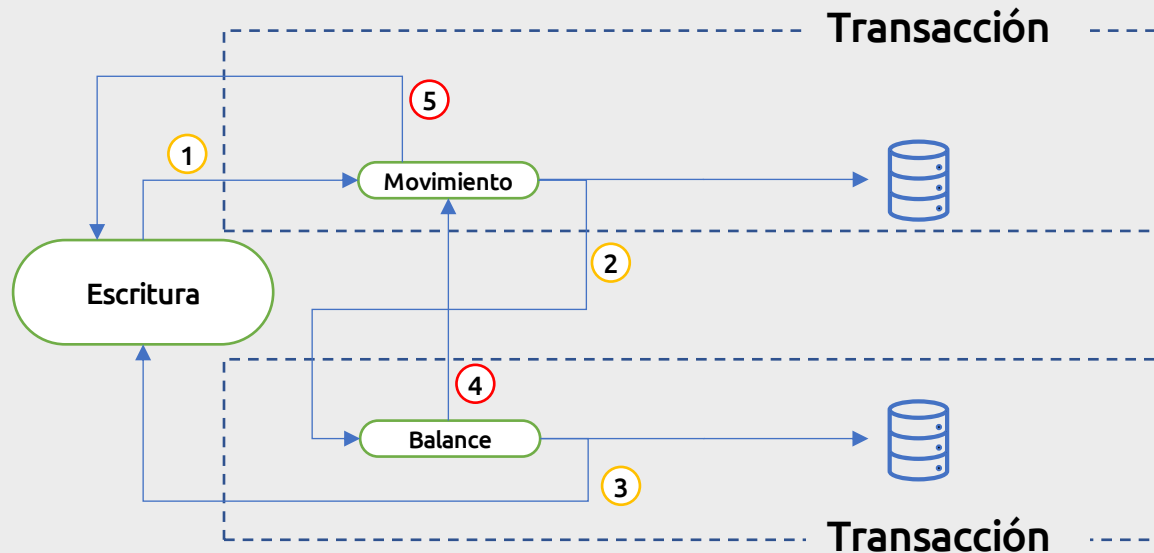 Transacción
5
1
Movimiento
2
Escritura
4
Balance
3
Transacción